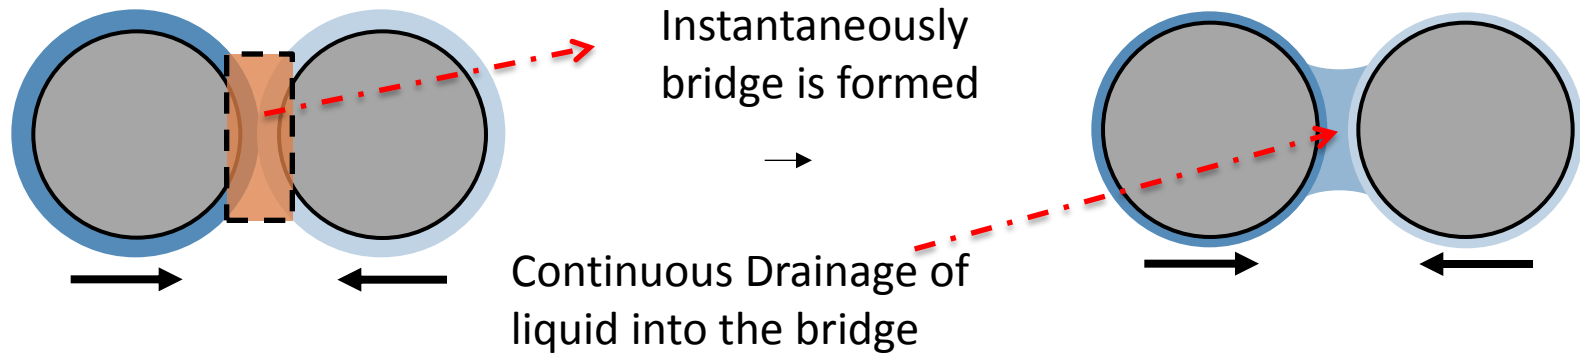 Instantaneously
bridge is formed
Continuous Drainage of
liquid into the bridge